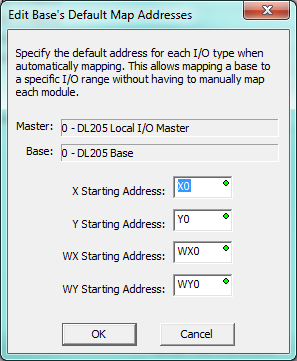 Edit Base's Default Map Addresses
Specify the default address for each I/O type when
automatically mapping. This allows mapping a base to
a specific I/O range without having to manually map
each module.
Master: 0 - DL205 Local I/O Master
Base: 0 - DL205 Base
X Starting Address: X0
Y Starting Address: Y0
WX Starting Address: WX0
WY Starting Address: WY0
OK Cancel